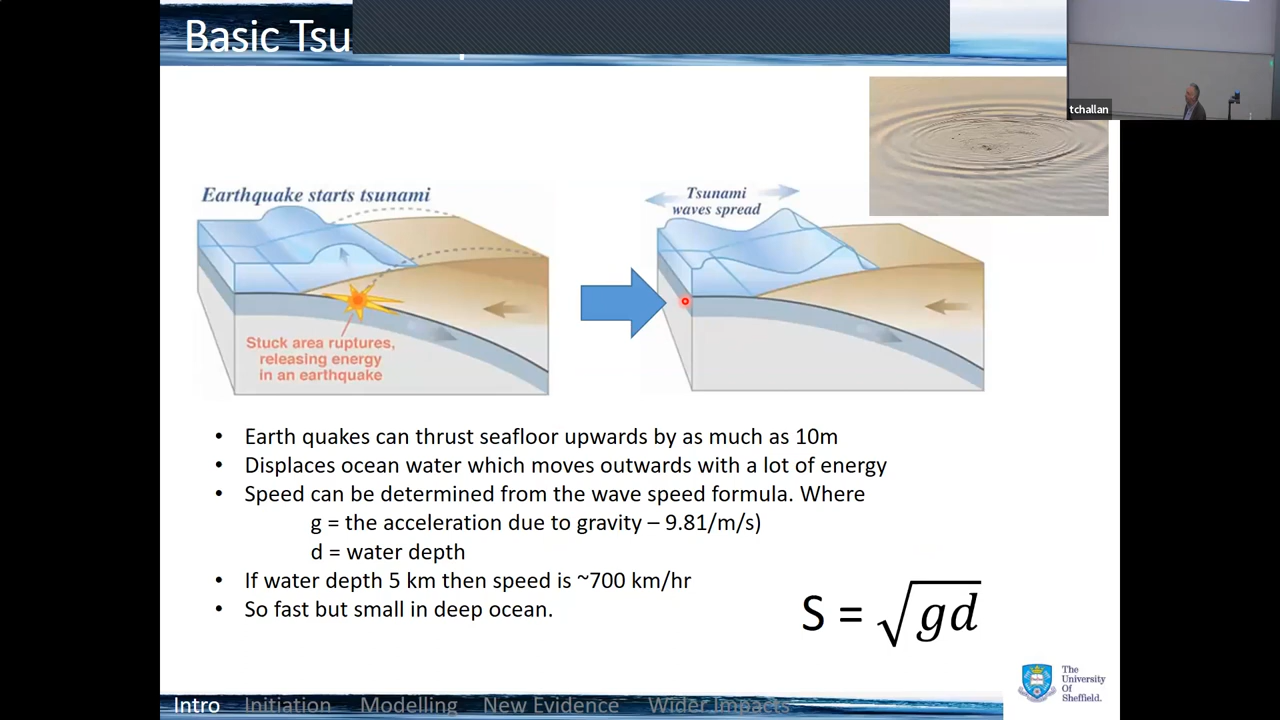 Basic Tsu
tchallan
Earthquake starts tsunami
Tsunami
waves spread
Stuck area ruptures,
releasing energy
in an earthquake
• Earth quakes can thrust seafloor upwards by as much as 10m
• Displaces ocean water which moves outwards with a lot of energy
• Speed can be determined from the wave speed formula. Where
g = the acceleration due to gravity – 9.81/m/s)
d = water depth
• If water depth 5 km then speed is ~700 km/hr
• So fast but small in deep ocean.
S = √gd
The
University
Of
Sheffield.
Intro Initiation Modelling New Evidence Wider Impacts